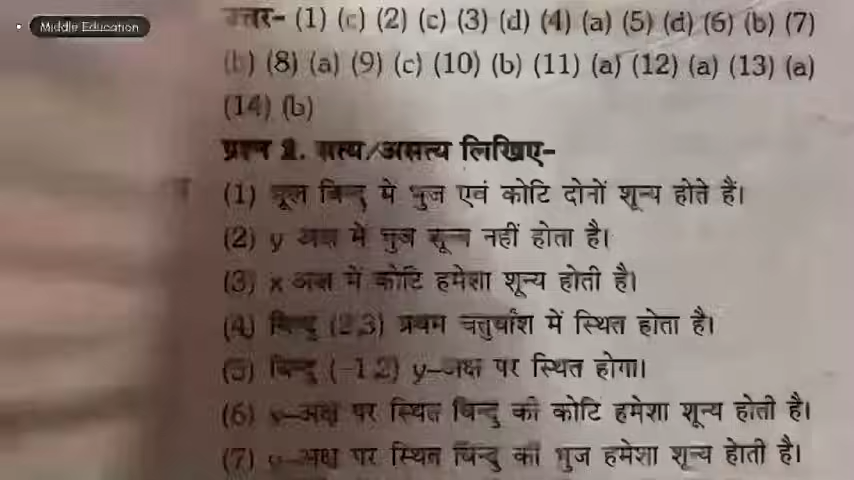 Middle Education
उत्तर- (1) (c) (2) (c) (3) (d) (4) (a) (5) (d) (6) (b) (7)
(b) (8) (a) (9) (c) (10) (b) (11) (a) (12) (a) (13) (a)
(14) (b)
प्रश्न 2. सत्य/असत्य लिखिए-
(1) मूल बिन्दु में भुज एवं कोटि दोनों शून्य होते हैं।
(2) y अक्ष में भुज शून्य नहीं होता है।
(3) x अक्ष में कोटि हमेशा शून्य होती है।
(4) बिन्दु (2,3) प्रथम चतुर्थांश में स्थित होता है।
(5) बिन्दु (-1,2) y-अक्ष पर स्थित होगा।
(6) -अक्ष पर स्थित बिन्दु की कोटि हमेशा शून्य होती है।
(7) -अक्ष पर स्थित बिन्दु की भुज हमेशा शून्य होती है।